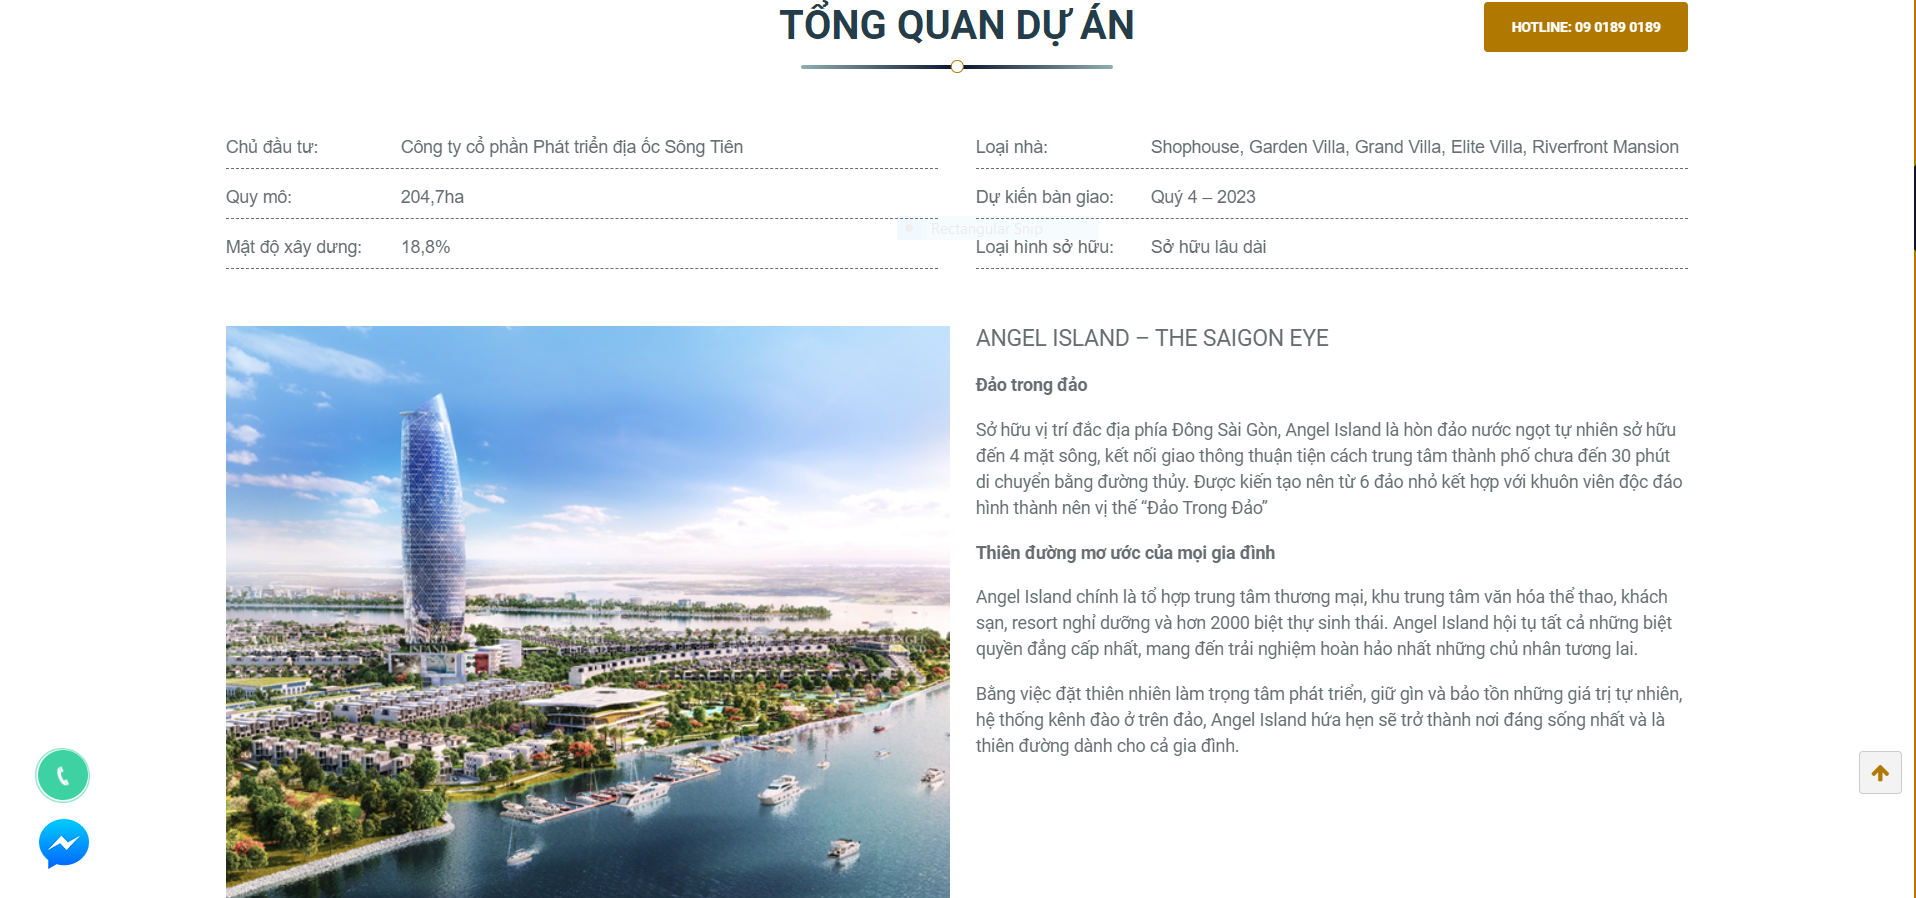 TỔNG QUAN DỰ ÁN
HOTLINE: 09 0189 0189
Chủ đầu tư: Công ty cổ phần Phát triển địa ốc Sông Tiên
Loại nhà: Shophouse, Garden Villa, Grand Villa, Elite Villa, Riverfront Mansion
Quy mô: 204,7ha
Dự kiến bàn giao: Quý 4 – 2023
Rectangular Snip
Mật độ xây dưng: 18,8%
Loại hình sở hữu: Sở hữu lâu dài
ANGEL ISLAND – THE SAIGON EYE
Đảo trong đảo
Sở hữu vị trí đắc địa phía Đông Sài Gòn, Angel Island là hòn đảo nước ngọt tự nhiên sở hữu
đến 4 mặt sông, kết nối giao thông thuận tiện cách trung tâm thành phố chưa đến 30 phút
di chuyển bằng đường thủy. Được kiến tạo nên từ 6 đảo nhỏ kết hợp với khuôn viên độc đáo
hình thành nên vị thế “Đảo Trong Đảo”
Thiên đường mơ ước của mọi gia đình
Angel Island chính là tổ hợp trung tâm thương mại, khu trung tâm văn hóa thể thao, khách
sạn, resort nghỉ dưỡng và hơn 2000 biệt thự sinh thái. Angel Island hội tụ tất cả những biệt
quyền đẳng cấp nhất, mang đến trải nghiệm hoàn hảo nhất những chủ nhân tương lai.
Bằng việc đặt thiên nhiên làm trọng tâm phát triển, giữ gìn và bảo tồn những giá trị tự nhiên,
hệ thống kênh đào ở trên đảo, Angel Island hứa hẹn sẽ trở thành nơi đáng sống nhất và là
thiên đường dành cho cả gia đình.